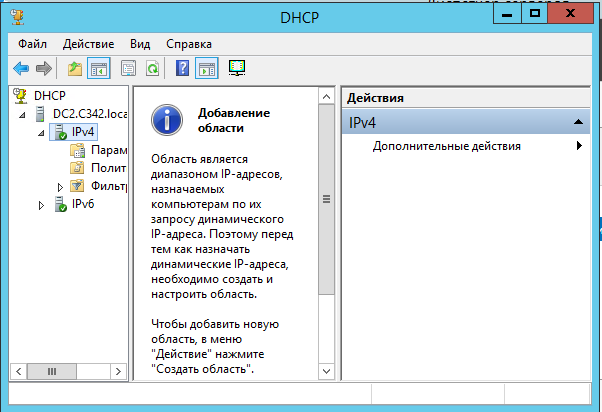 DHCP
Файл Действие Вид Справка
DHCP
DC2.C342.loca
IPv4
Парам
Полит
Фильтр
IPv6
Добавление
области
Область является
диапазоном IP-адресов,
назначаемых
компьютерам по их
запросу динамического
IP-адреса. Поэтому перед
тем как назначать
динамические IP-адреса,
необходимо создать и
настроить область.
Чтобы добавить новую
область, в меню
"Действие" нажмите
"Создать область".
Действия
IPv4
Дополнительные действия